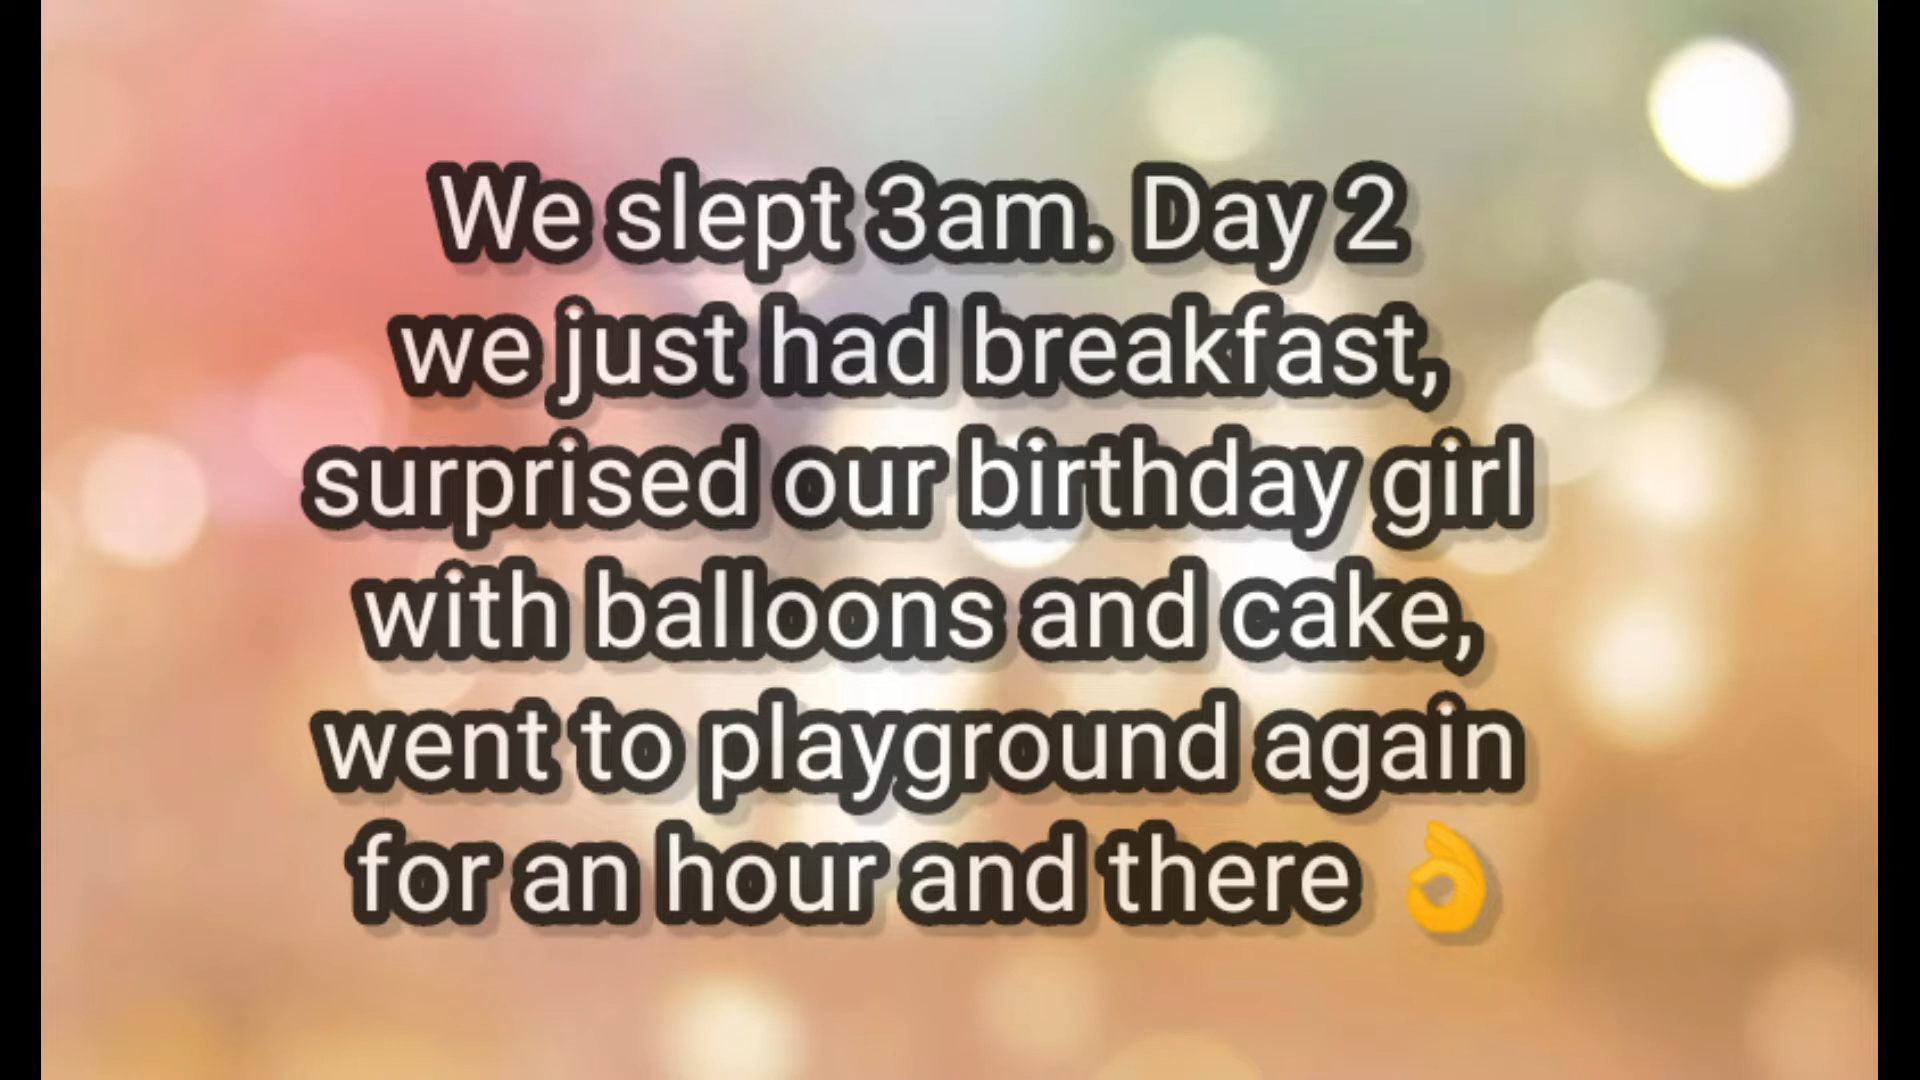 We slept 3am. Day 2
we just had breakfast,
surprised our birthday girl
with balloons and cake,
went to playground again
for an hour and there 👌